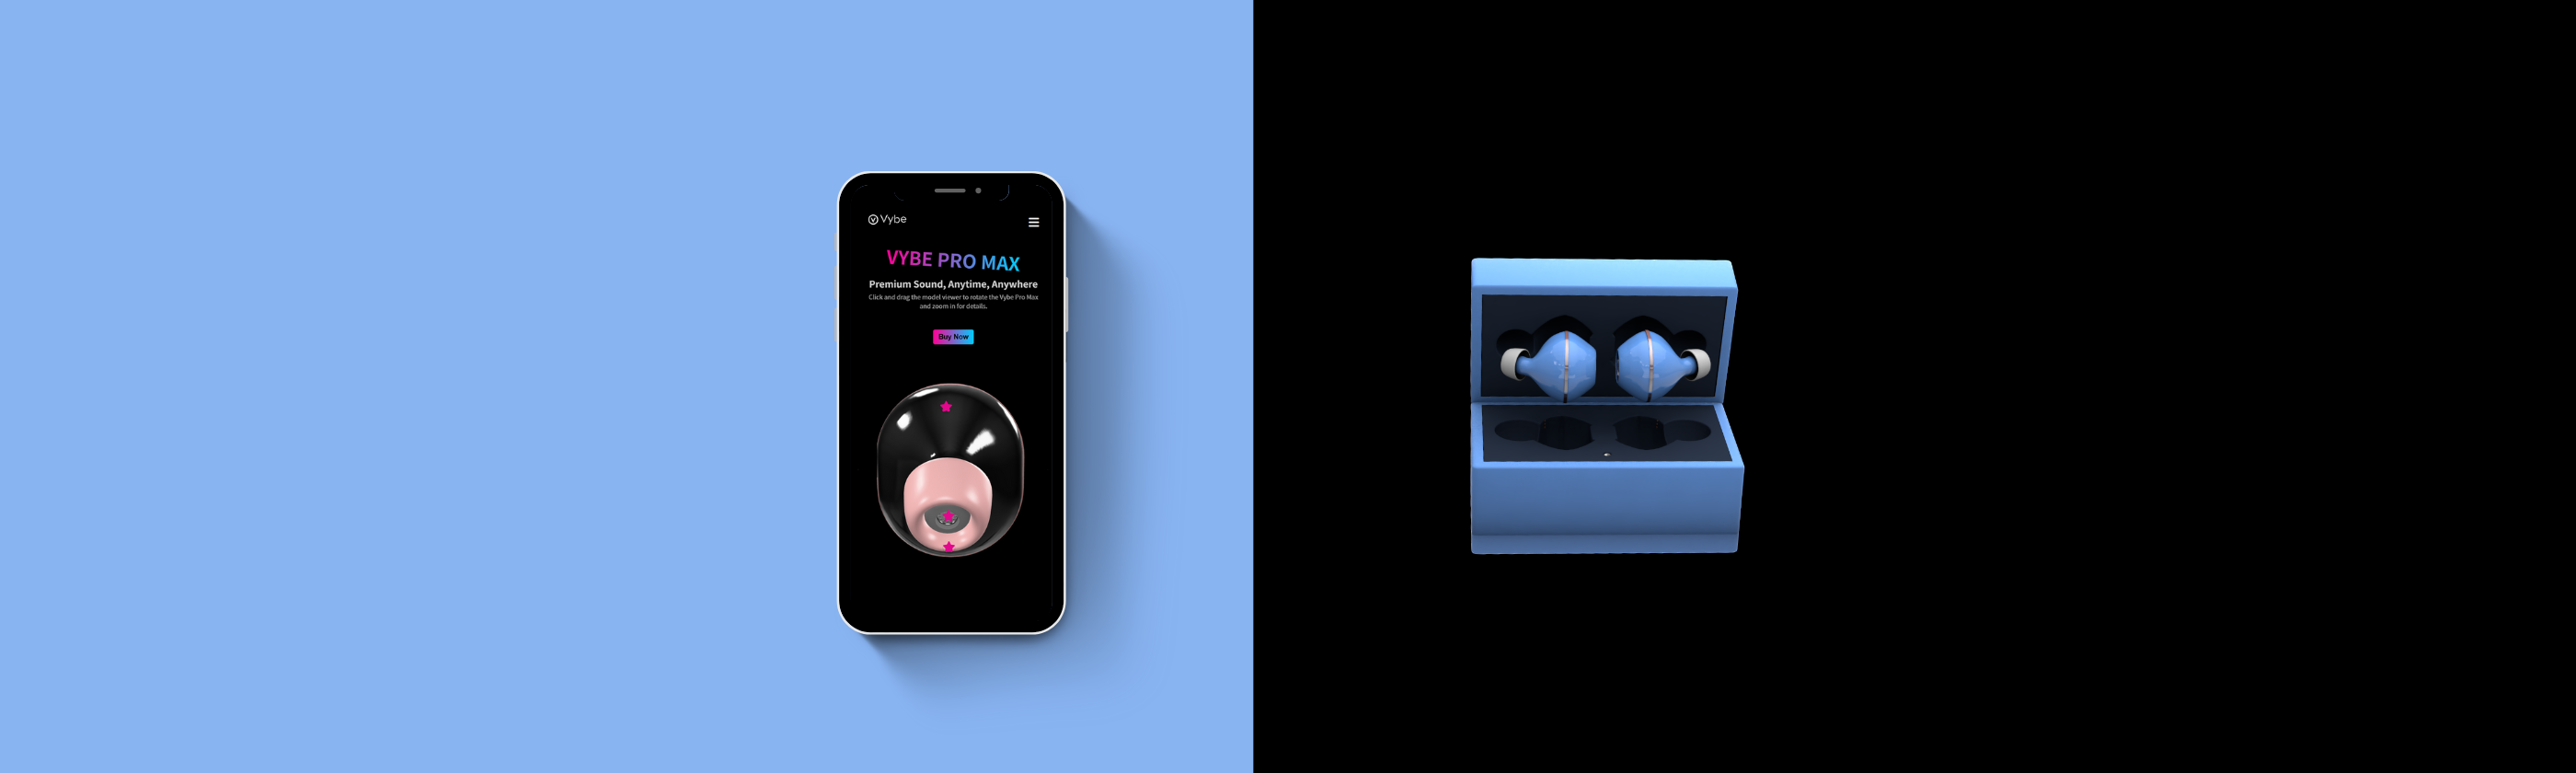 Vybe
VYBE PRO MAX
Premium Sound, Anytime, Anywhere
Click and drag the model viewer to rotate the Vybe Pro Max
and zoom in for details.
Buy Now